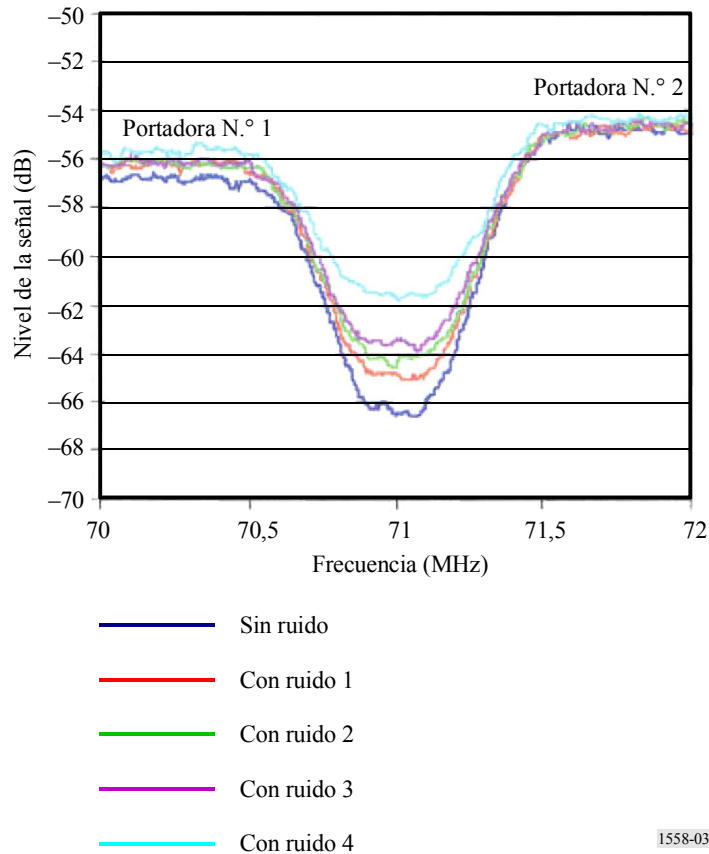 –50
–52
–54
–56
–58
–60
–62
–64
–66
–68
–70
Nivel de la señal (dB)
Portadora N.° 1
Portadora N.° 2
70
70,5
71
71,5
72
Frecuencia (MHz)
Sin ruido
Con ruido 1
Con ruido 2
Con ruido 3
Con ruido 4
1558-03